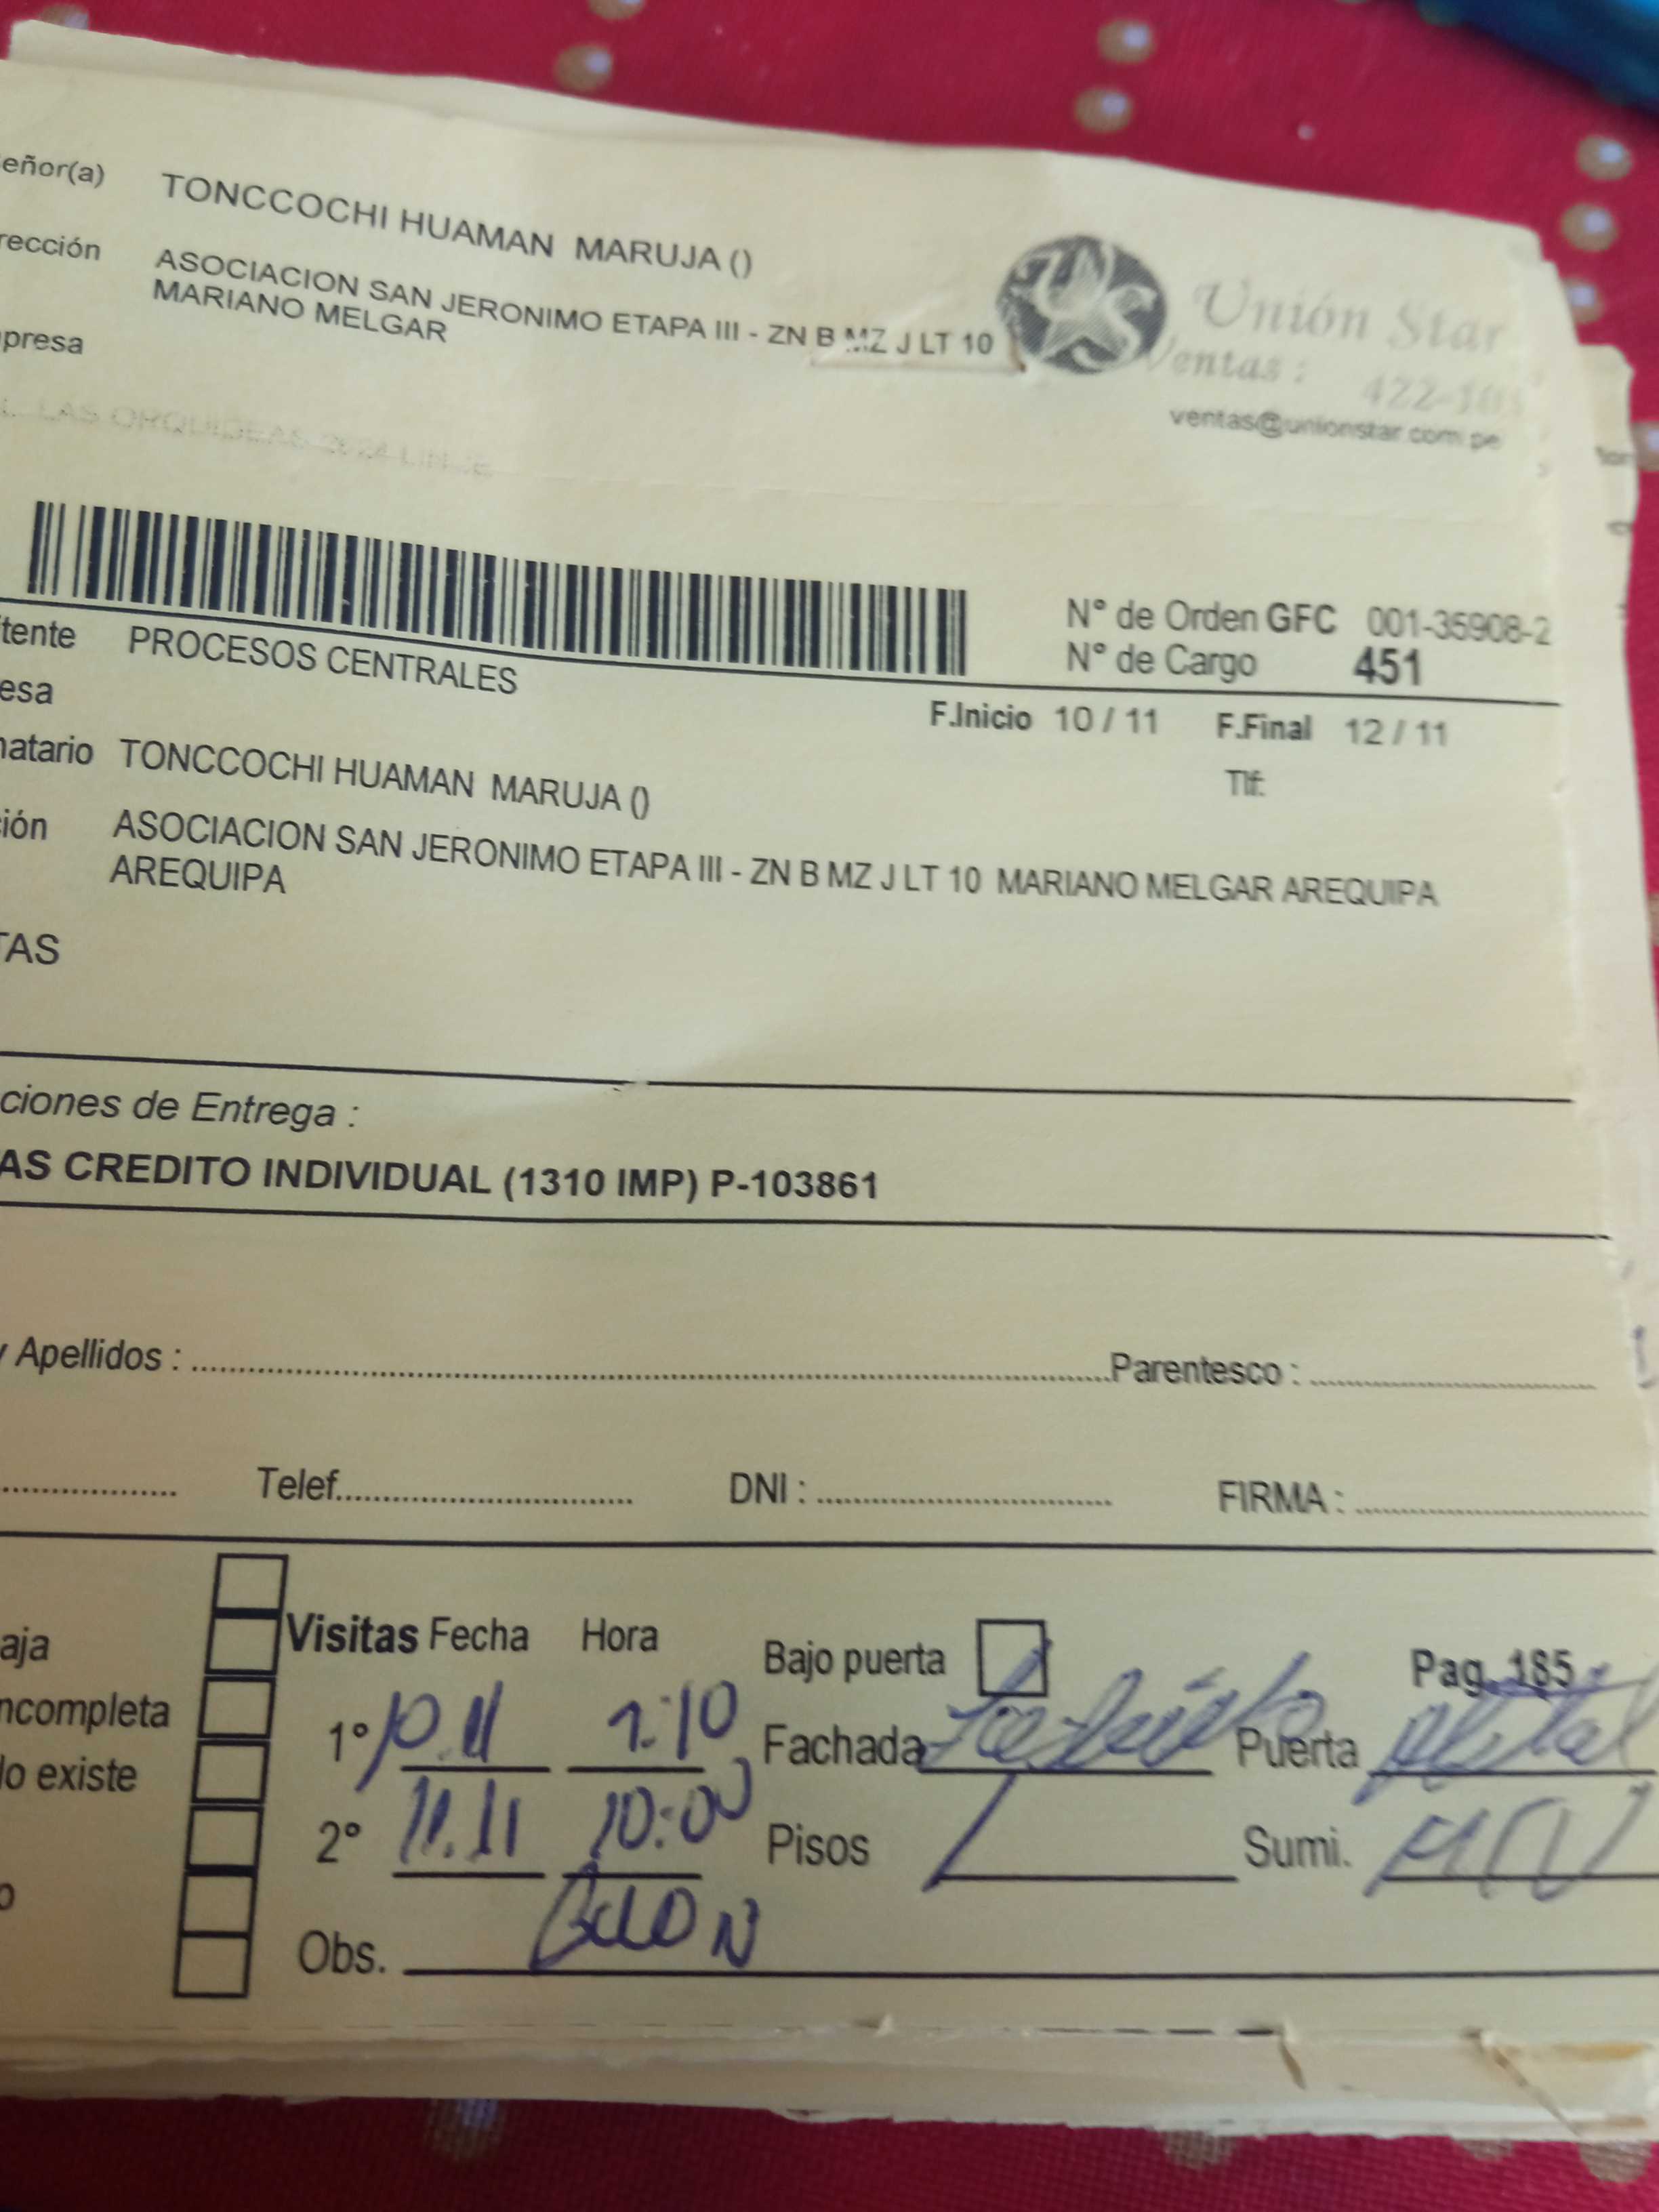 eñor(a) TONCCOCHI HUAMAN MARUJA ()
rección ASOCIACION SAN JERONIMO ETAPA III - ZN B MZ J LT 10
MARIANO MELGAR
presa
Unión Star
Ventas :
ventas@unionstar.com.pe
LAS ORQUIDEAS
N° de Orden GFC 001-35908-2
N° de Cargo 451
tente PROCESOS CENTRALES
esa
F.Inicio 10 / 11 F.Final 12 / 11
natario TONCCOCHI HUAMAN MARUJA ()
Tlf:
ión ASOCIACION SAN JERONIMO ETAPA III - ZN B MZ J LT 10 MARIANO MELGAR AREQUIPA
AREQUIPA
TAS
ciones de Entrega :
AS CREDITO INDIVIDUAL (1310 IMP) P-103861
y Apellidos : Parentesco :
Telef. DNI : FIRMA :
Visitas Fecha Hora Bajo puerta Pag. 185
aja
ncompleta
1° 10.11 1:10 Fachada Puerta
lo existe
2° 11.11 10:00 Pisos 1 Sumi.
o
Obs.